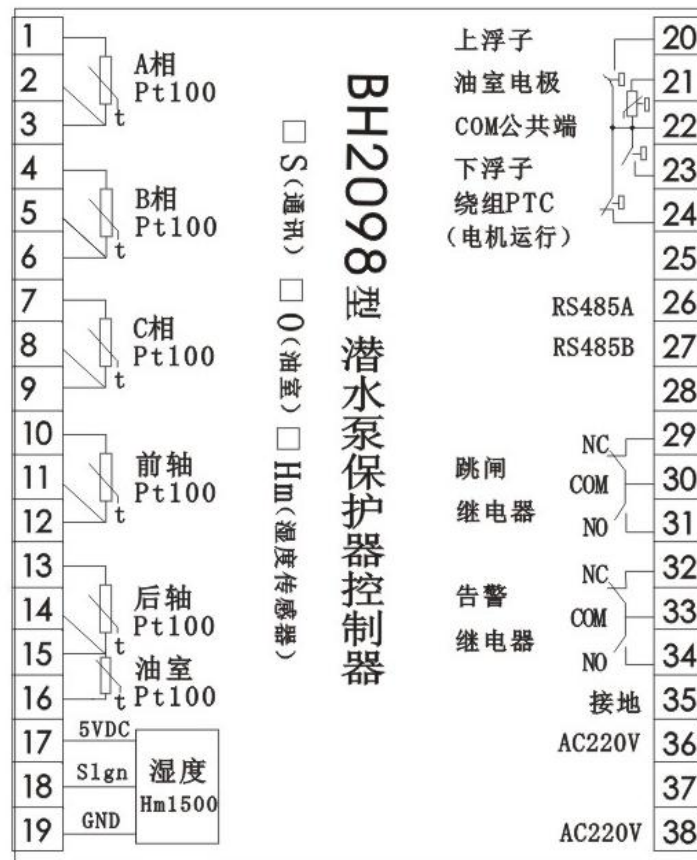 1
2
3
4
5
6
7
8
9
10
11
12
13
14
15
16
17
18
19
A相
Pt100
t
B相
Pt100
t
C相
Pt100
t
前轴
Pt100
t
后轴
Pt100
油室
Pt100
t
5VDC
Slgn
GND
湿度
Hm1500
□ S(通讯) □ O(油室) □ Hm(湿度传感器)
BH2098型 潜水泵保护器控制器
上浮子
油室电极
COM公共端
下浮子
绕组PTC
(电机运行)
RS485A
RS485B
跳闸
继电器
NC
COM
NO
告警
继电器
NC
COM
NO
接地
AC220V
AC220V
20
21
22
23
24
25
26
27
28
29
30
31
32
33
34
35
36
37
38